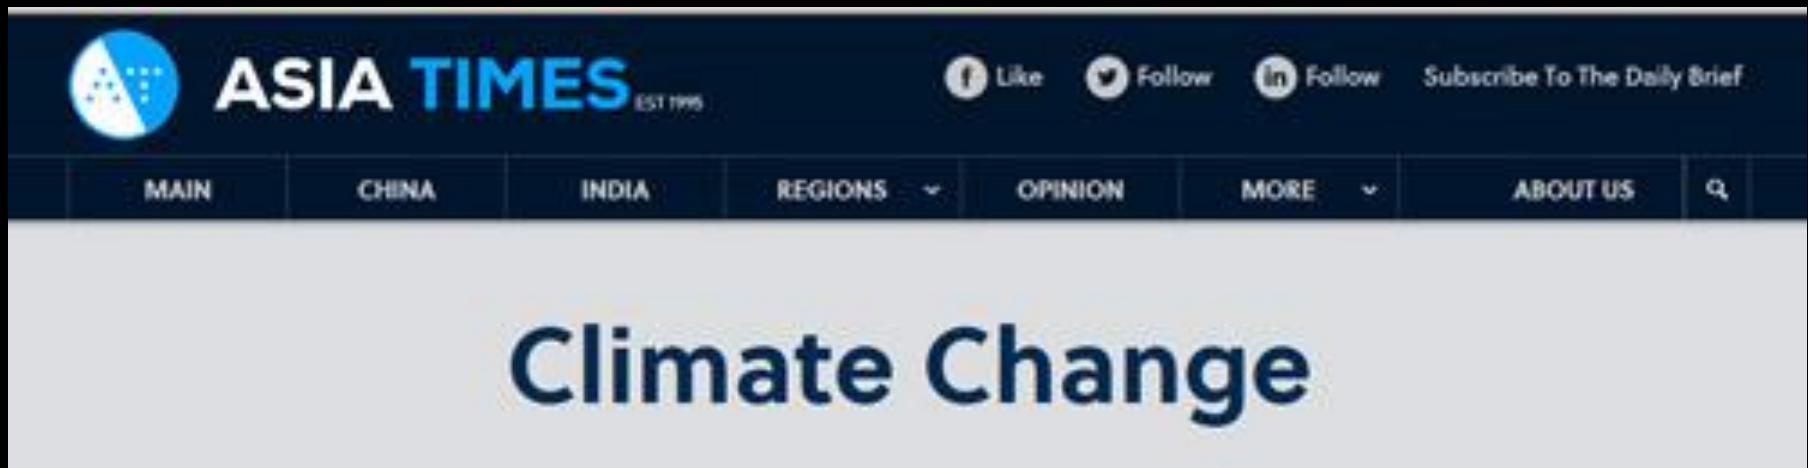 ASIA TIMES EST 1995
Like Follow Follow Subscribe To The Daily Brief
MAIN CHINA INDIA REGIONS OPINION MORE ABOUT US
Climate Change